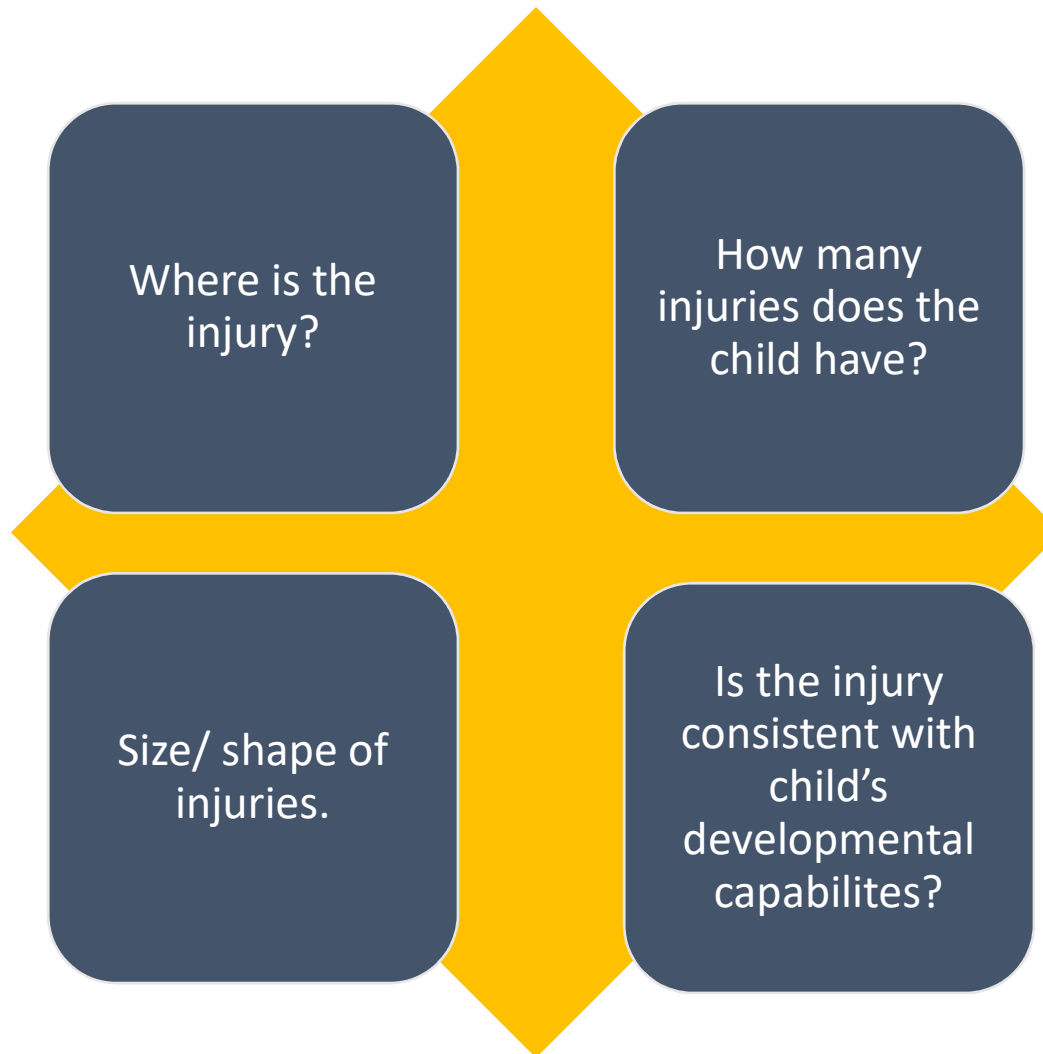 Where is the
injury?
How many
injuries does the
child have?
Size/ shape of
injuries.
Is the injury
consistent with
child’s
developmental
capabilites?